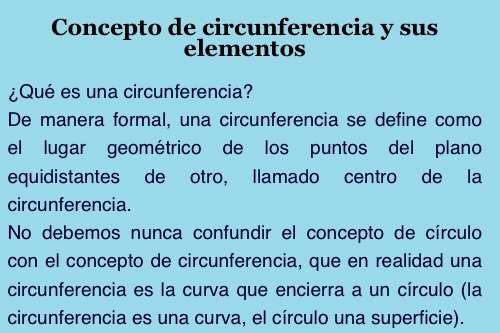 Concepto de circunferencia y sus
elementos
¿Qué es una circunferencia?
De manera formal, una circunferencia se define como
el lugar geométrico de los puntos del plano
equidistantes de otro, llamado centro de la
circunferencia.
No debemos nunca confundir el concepto de círculo
con el concepto de circunferencia, que en realidad una
circunferencia es la curva que encierra a un círculo (la
circunferencia es una curva, el círculo una superficie).